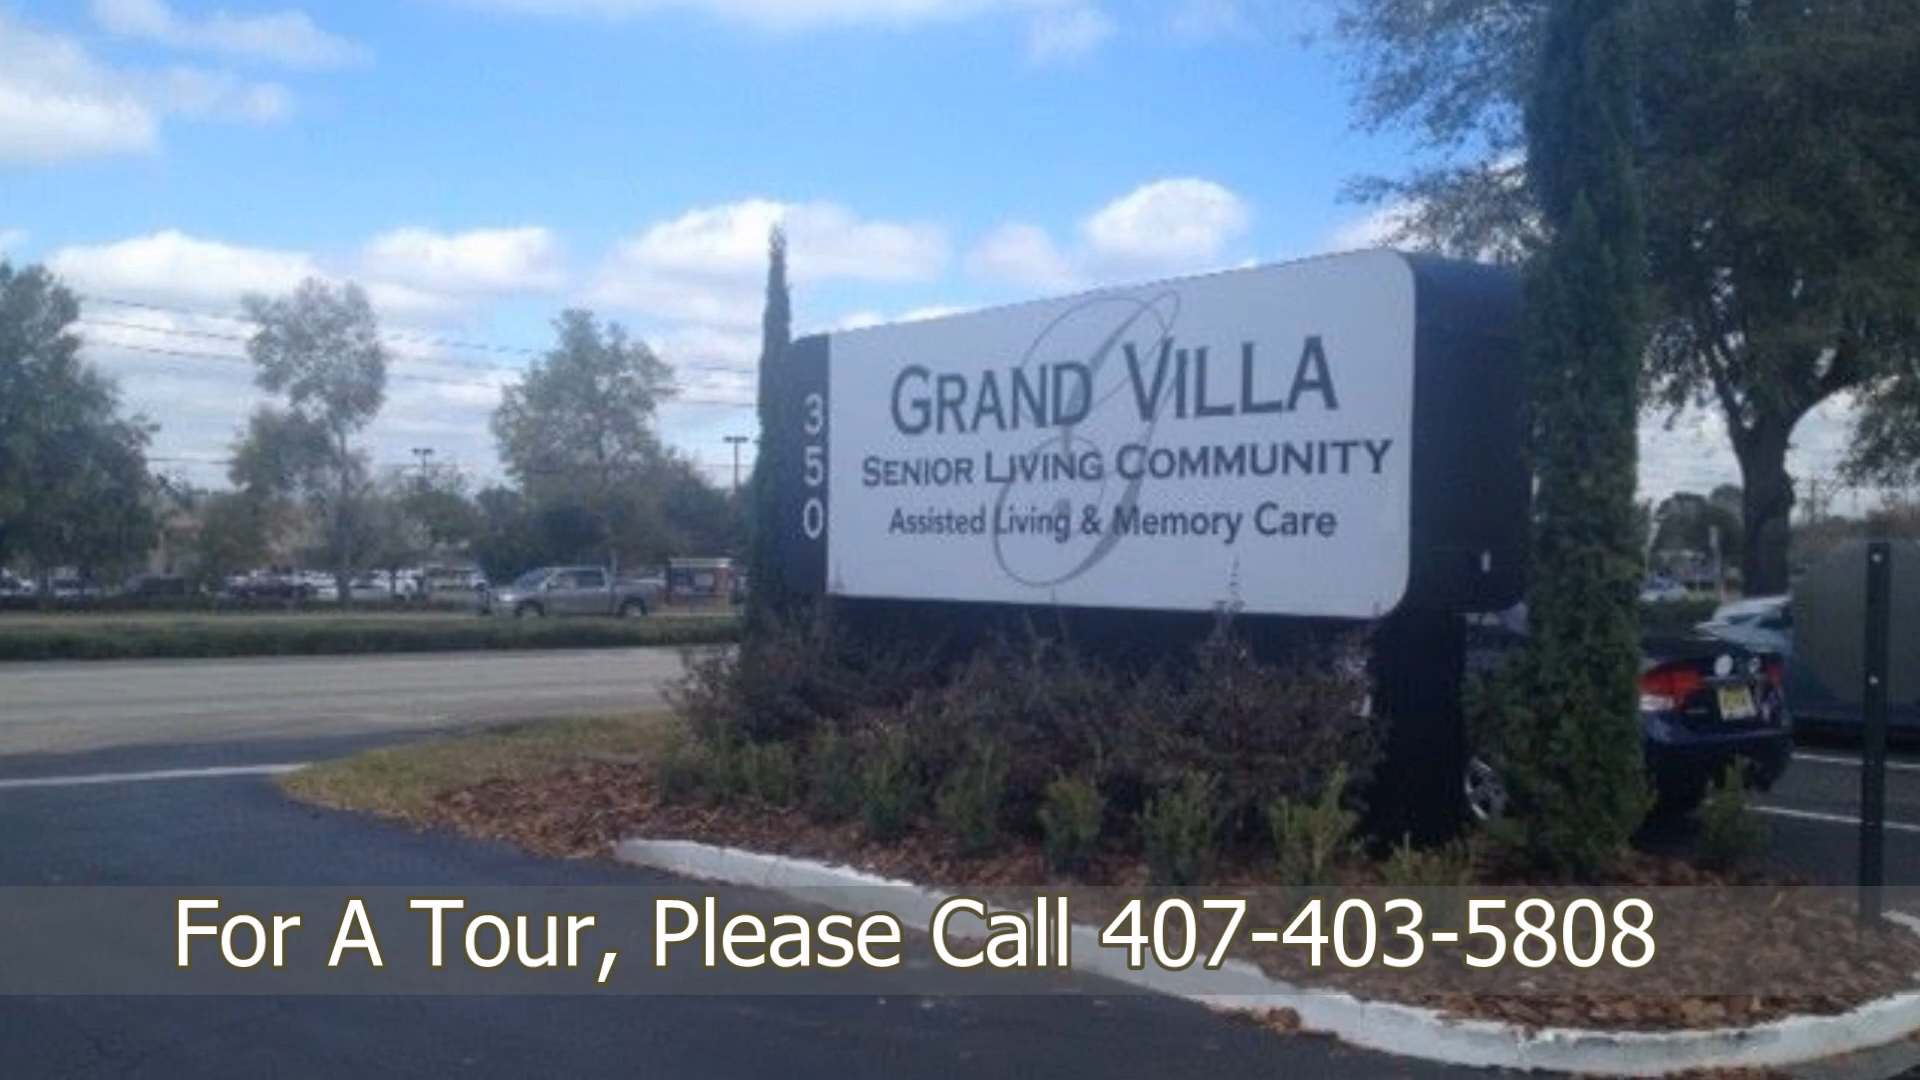 350
GRAND VILLA
SENIOR LIVING COMMUNITY
Assisted Living & Memory Care
For A Tour, Please Call 407-403-5808